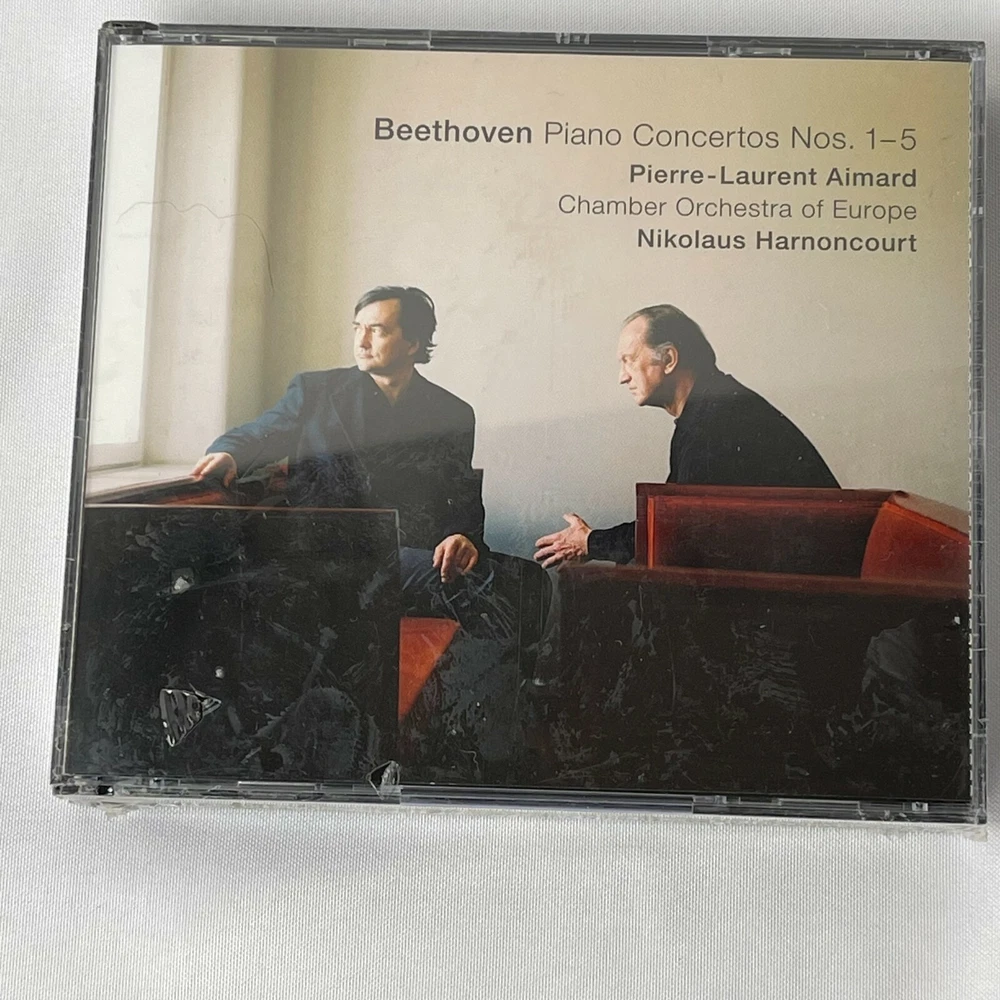 Beethoven Piano Concertos Nos. 1–5
Pierre-Laurent Aimard
Chamber Orchestra of Europe
Nikolaus Harnoncourt